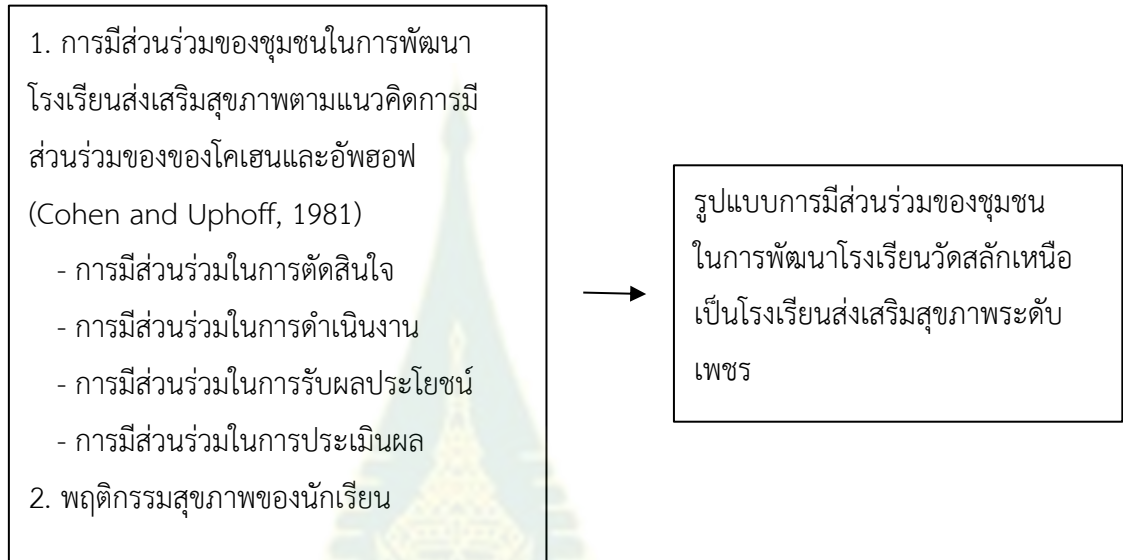 1. การมีส่วนร่วมของชุมชนในการพัฒนา
โรงเรียนส่งเสริมสุขภาพตามแนวคิดการมี
ส่วนร่วมของของโคเฮนและอัพฮอฟ
(Cohen and Uphoff, 1981)
- การมีส่วนร่วมในการตัดสินใจ
- การมีส่วนร่วมในการดำเนินงาน
- การมีส่วนร่วมในการรับผลประโยชน์
- การมีส่วนร่วมในการประเมินผล
2. พฤติกรรมสุขภาพของนักเรียน
รูปแบบการมีส่วนร่วมของชุมชน
ในการพัฒนาโรงเรียนวัดสลักเหนือ
เป็นโรงเรียนส่งเสริมสุขภาพระดับ
เพชร